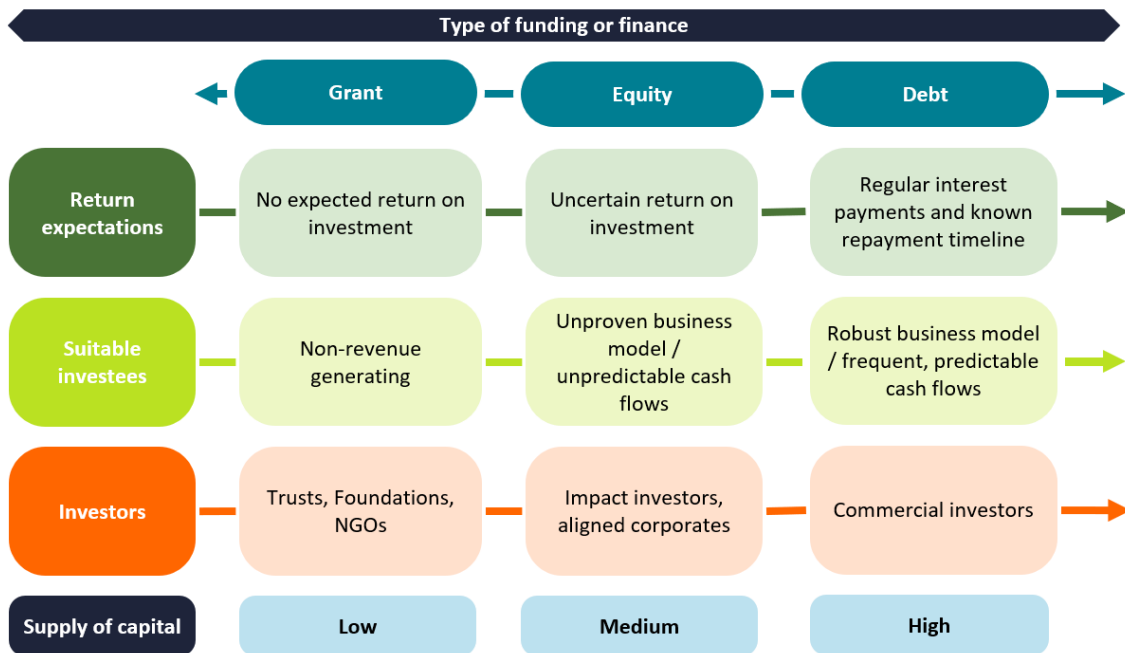 Type of funding or finance
Grant
Equity
Debt
Return
expectations
No expected return on
investment
Uncertain return on
investment
Regular interest
payments and known
repayment timeline
Suitable
investees
Non-revenue
generating
Unproven business
model /
unpredictable cash
flows
Robust business model
/ frequent, predictable
cash flows
Investors
Trusts, Foundations,
NGOs
Impact investors,
aligned corporates
Commercial investors
Supply of capital
Low
Medium
High